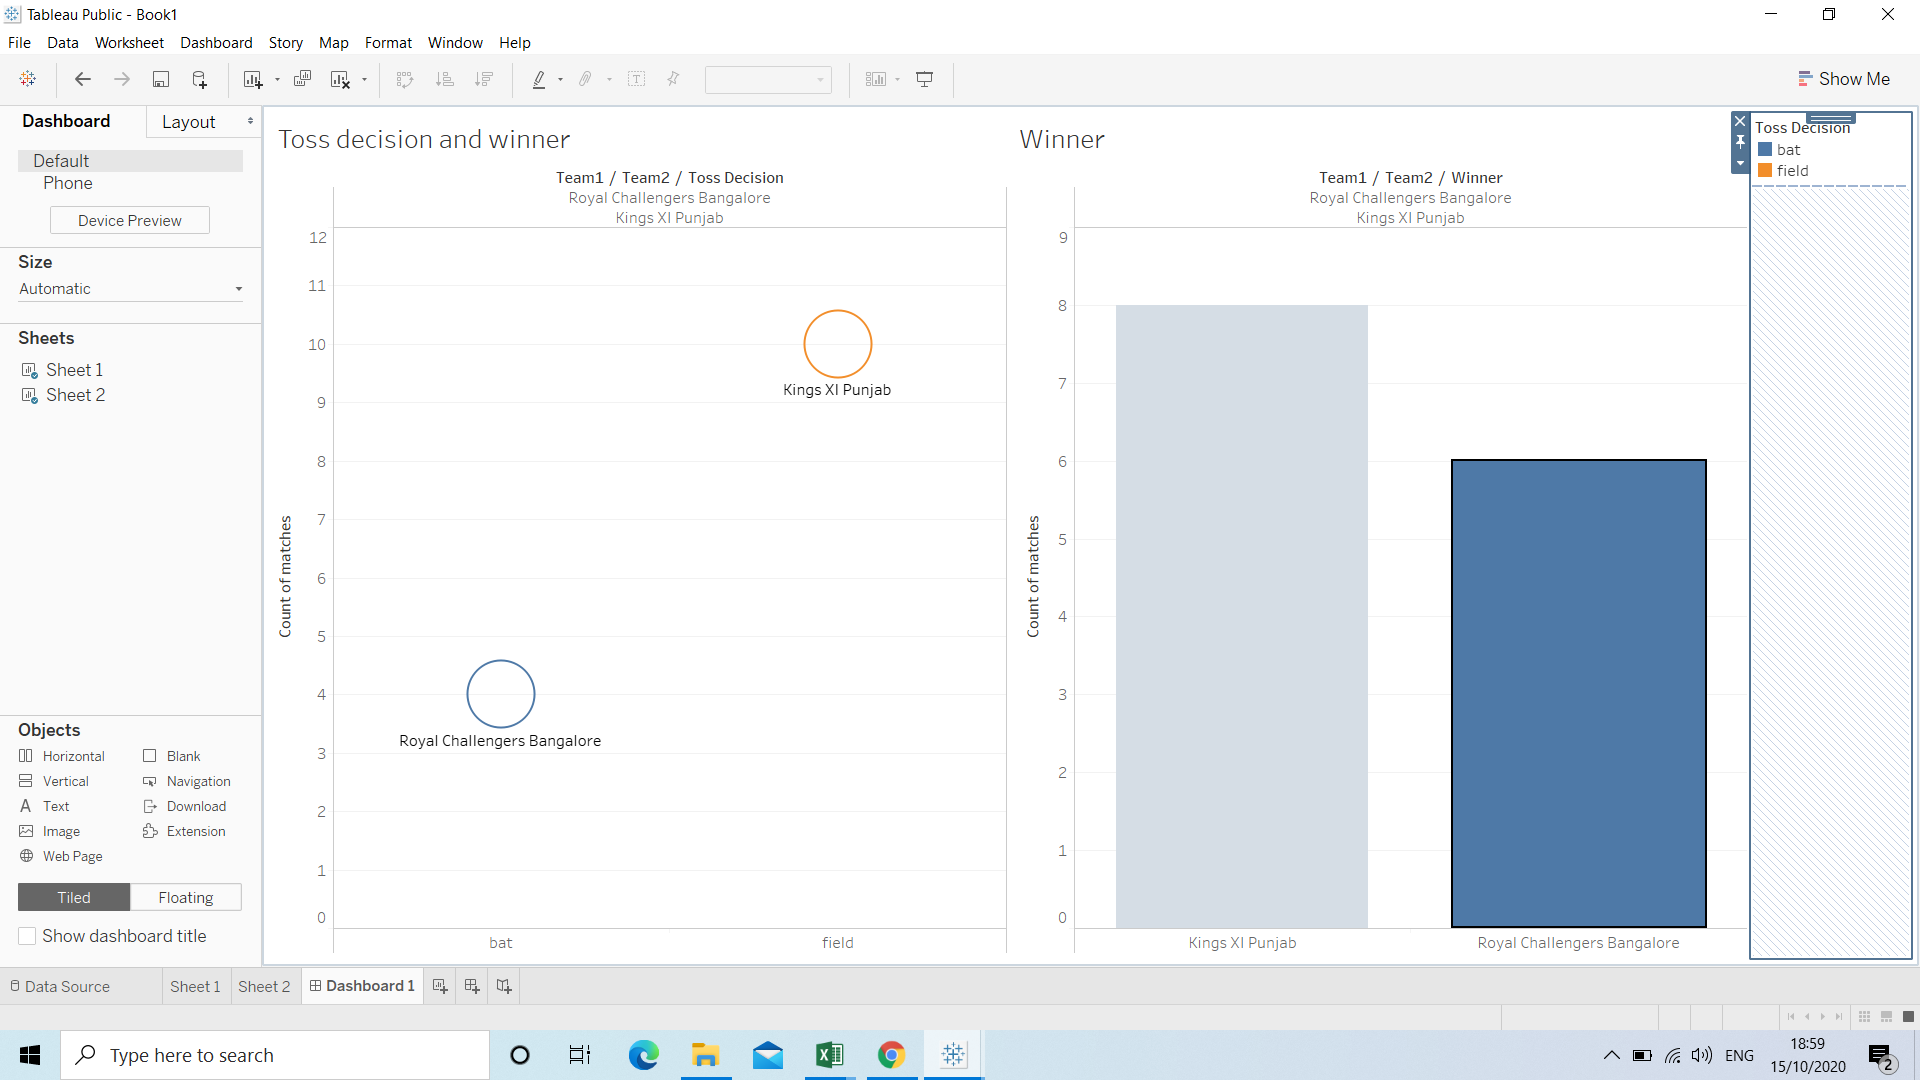 Tableau Public - Book1
File Data Worksheet Dashboard Story Map Format Window Help
Show Me
Dashboard
Layout
Default
Phone
Device Preview
Size
Automatic
Sheets
Sheet 1
Sheet 2
Objects
Horizontal Blank
Vertical Navigation
Text Download
Image Extension
Web Page
Tiled Floating
Show dashboard title
Toss decision and winner
Team1 / Team2 / Toss Decision
Royal Challengers Bangalore
Kings XI Punjab
Count of matches
12
11
10
9
8
7
6
5
4
3
2
1
0
Kings XI Punjab
Royal Challengers Bangalore
bat field
Winner
Team1 / Team2 / Winner
Royal Challengers Bangalore
Kings XI Punjab
Count of matches
9
8
7
6
5
4
3
2
1
0
Kings XI Punjab Royal Challengers Bangalore
Toss Decision
bat
field
Data Source Sheet 1 Sheet 2 Dashboard 1
Type here to search
ENG
18:59
15/10/2020
2